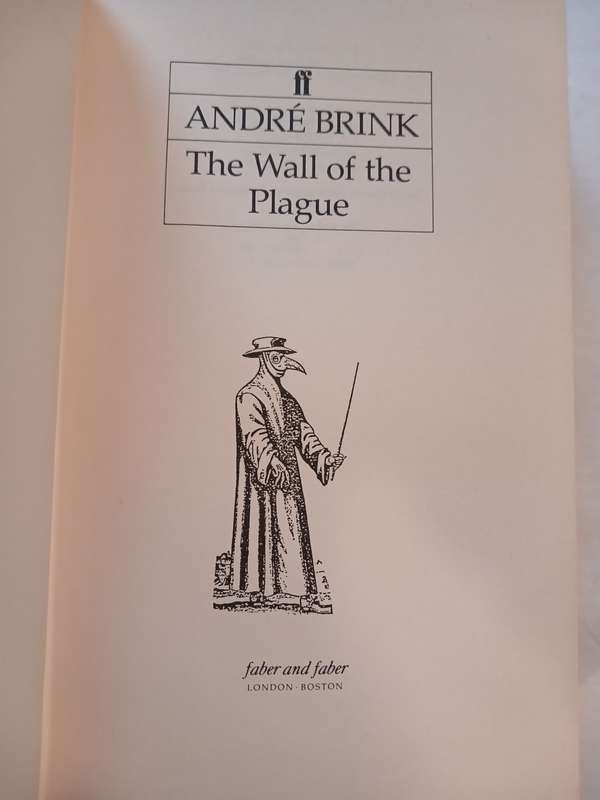 ff
ANDRÉ BRINK
The Wall of the
Plague
faber and faber
LONDON · BOSTON